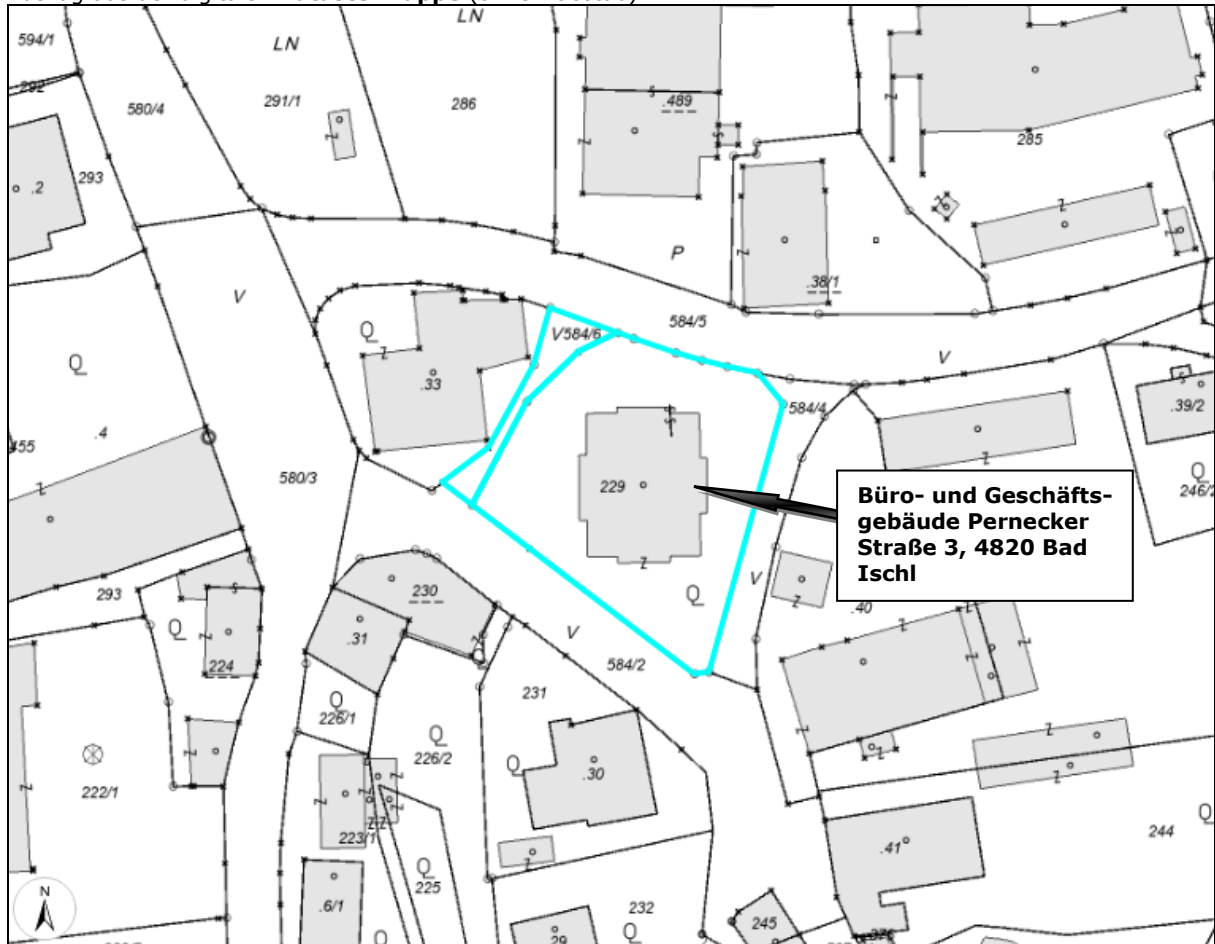 594/1
LN
LN
292
580/4
291/1
286
.489
285
.2
293
V
P
.38/1
Q
V584/6
584/5
V
Q
.33
584/4
.39/2
.4
455
580/3
229
Q
246/2
Büro- und Geschäfts-
gebäude Pernecker
Straße 3, 4820 Bad
Ischl
293
230
V
Q
.40
Q
.31
V
224
584/2
231
Q
226/1
Q
226/2
Q
.30
222/1
223/1
Q
225
Q
244
.41
N
.6/1
232
245
Q
29
Q